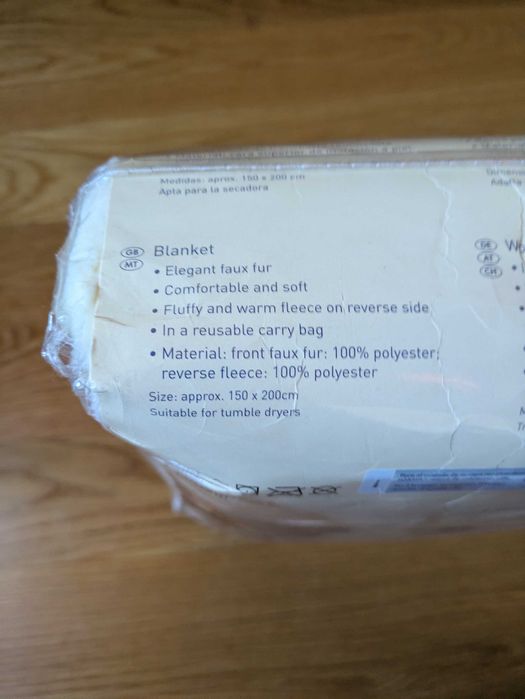 Medidas: aprox. 150 x 200 cm
Apta para la secadora
GB MT Blanket
• Elegant faux fur
• Comfortable and soft
• Fluffy and warm fleece on reverse side
• In a reusable carry bag
• Material: front faux fur: 100% polyester;
reverse fleece: 100% polyester
Size: approx. 150 x 200cm
Suitable for tumble dryers
DE AT CH